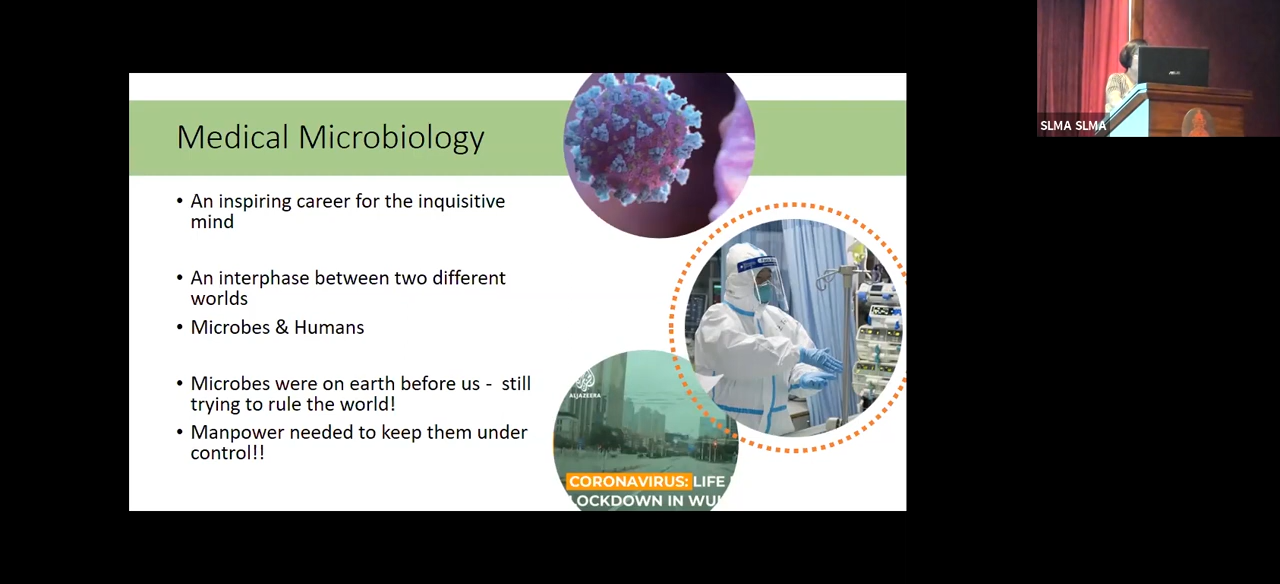 Medical Microbiology
• An inspiring career for the inquisitive
mind
• An interphase between two different
worlds
• Microbes & Humans
• Microbes were on earth before us - still
trying to rule the world!
• Manpower needed to keep them under
control!!
ALJAZEERA
CORONAVIRUS: LIFE
LOCKDOWN IN
SLMA SLMA